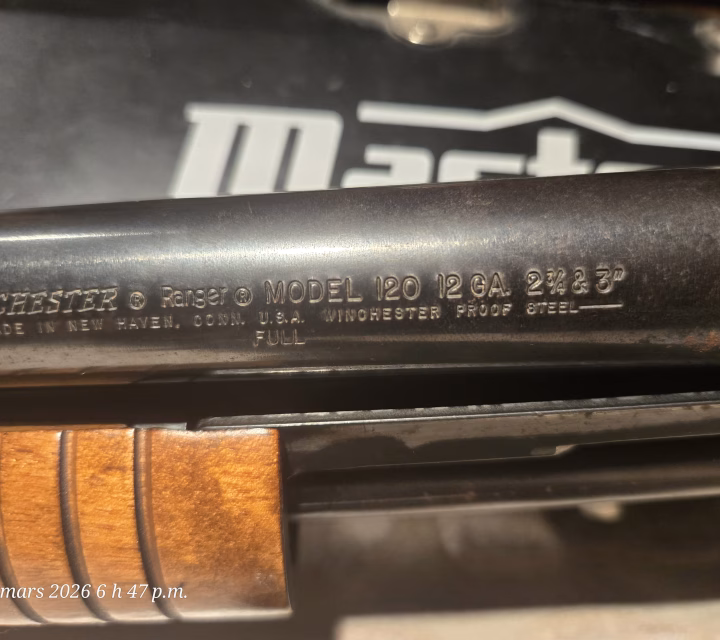 Maste
CHESTER ® Ranger ® MODEL 120 12 GA. 2¾ & 3"
DE IN NEW HAVEN, CONN. U.S.A. WINCHESTER PROOF STEEL
FULL
mars 2026 6 h 47 p.m.